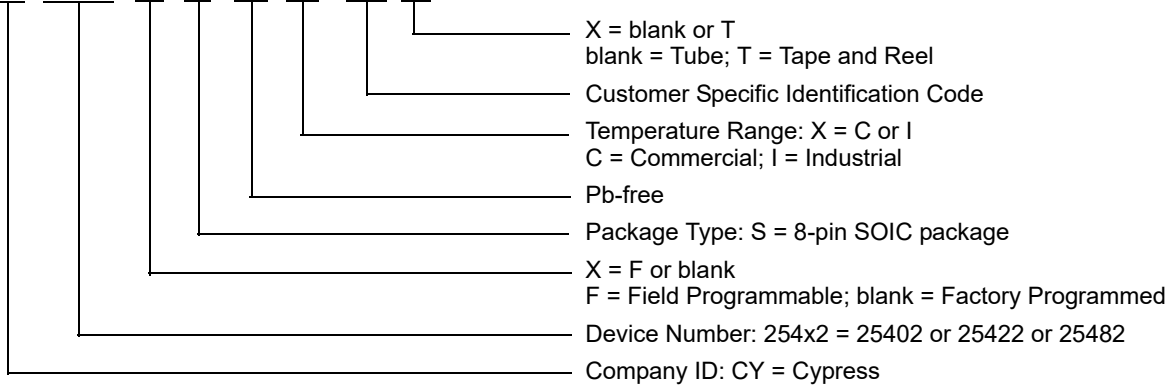 X = blank or T
blank = Tube; T = Tape and Reel
Customer Specific Identification Code
Temperature Range: X = C or I
C = Commercial; I = Industrial
Pb-free
Package Type: S = 8-pin SOIC package
X = F or blank
F = Field Programmable; blank = Factory Programmed
Device Number: 254x2 = 25402 or 25422 or 25482
Company ID: CY = Cypress